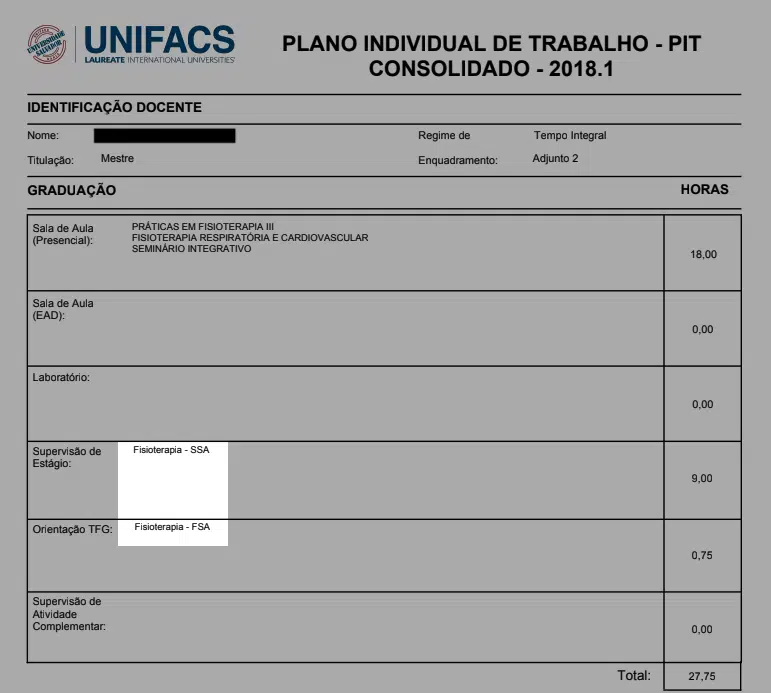 UNIVERSIDADE
SALVADOR
UNIFACS
LAUREATE INTERNATIONAL UNIVERSITIES
PLANO INDIVIDUAL DE TRABALHO - PIT
CONSOLIDADO - 2018.1
IDENTIFICAÇÃO DOCENTE
Nome:
Regime de
Tempo Integral
Titulação:
Mestre
Enquadramento:
Adjunto 2
GRADUAÇÃO
HORAS
Sala de Aula
(Presencial):
PRÁTICAS EM FISIOTERAPIA III
FISIOTERAPIA RESPIRATÓRIA E CARDIOVASCULAR
SEMINÁRIO INTEGRATIVO
18,00
Sala de Aula
(EAD):
0,00
Laboratório:
0,00
Supervisão de
Estágio:
Fisioterapia - SSA
9,00
Orientação TFG:
Fisioterapia - FSA
0,75
Supervisão de
Atividade
Complementar:
0,00
Total:
27,75